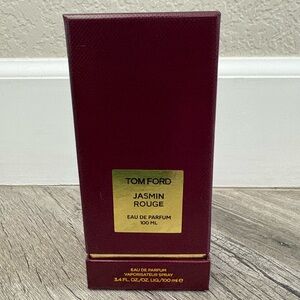 TOM FORD
JASMIN
ROUGE
EAU DE PARFUM
100 ML
EAU DE PARFUM
VAPORISATEUR SPRAY
3.4 FL. OZ./OZ. LIQ./100 ml ℮